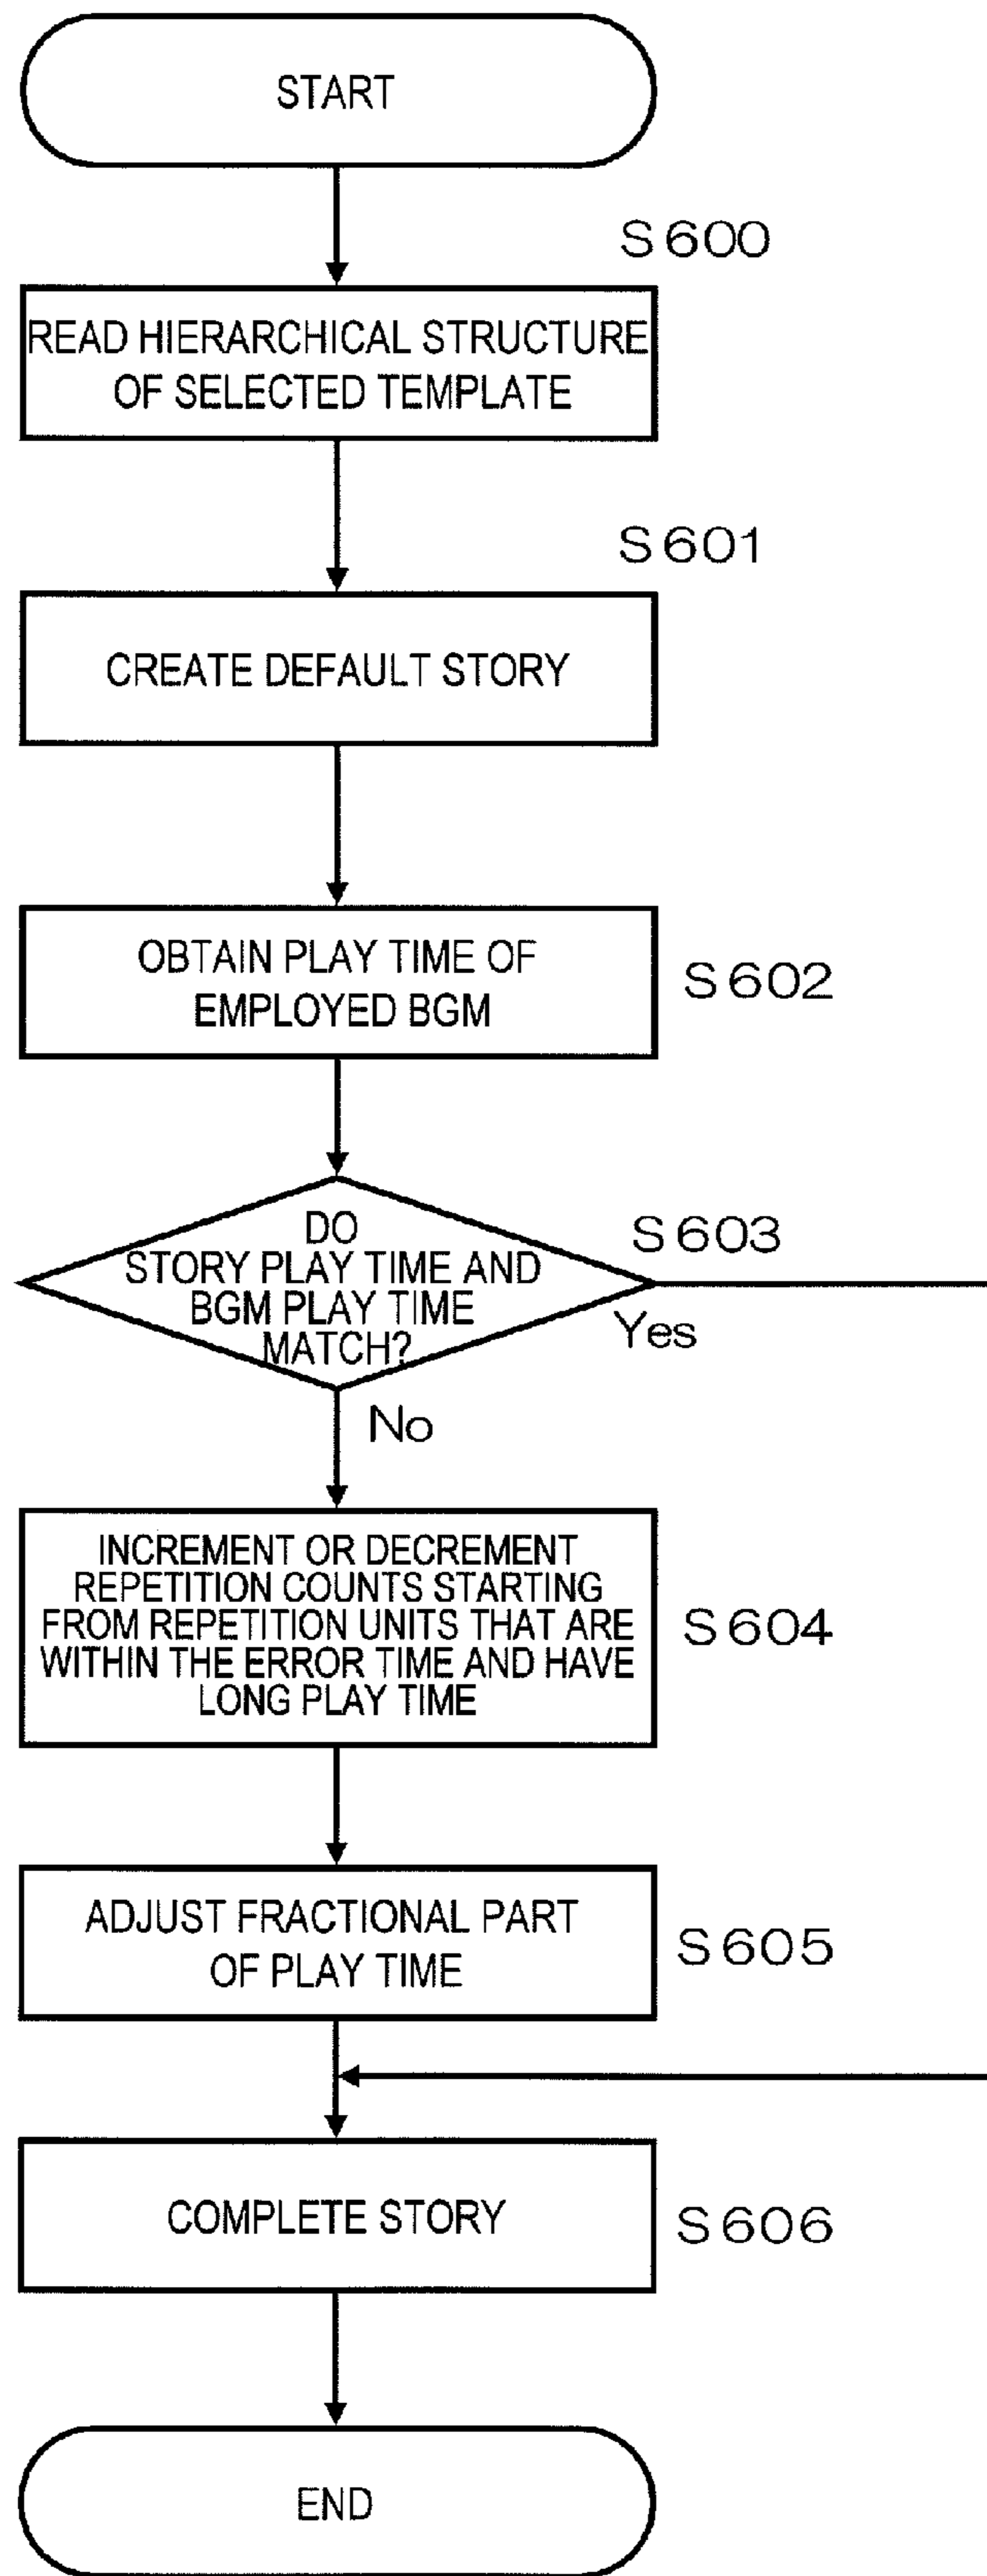 START
S600
READ HIERARCHICAL STRUCTURE
OF SELECTED TEMPLATE
S601
CREATE DEFAULT STORY
OBTAIN PLAY TIME OF
EMPLOYED BGM
S602
DO
STORY PLAY TIME AND
BGM PLAY TIME
MATCH?
S603
Yes
No
INCREMENT OR DECREMENT
REPETITION COUNTS STARTING
FROM REPETITION UNITS THAT ARE
WITHIN THE ERROR TIME AND HAVE
LONG PLAY TIME
S604
ADJUST FRACTIONAL PART
OF PLAY TIME
S605
COMPLETE STORY
S606
END